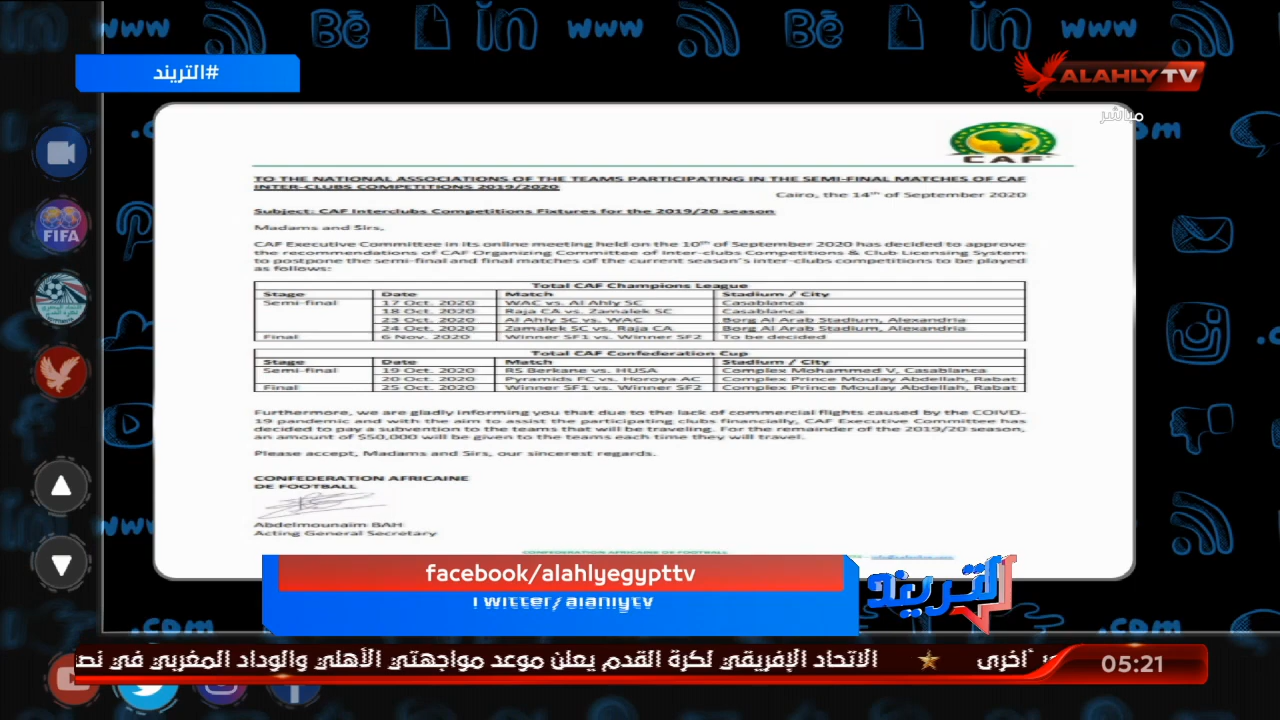 #التريند
ALAHLY TV
مباشر
CAF
TO THE NATIONAL ASSOCIATIONS OF THE TEAMS PARTICIPATING IN THE SEMI-FINAL MATCHES OF CAF
INTER-CLUBS COMPETITIONS 2019/2020
Cairo, the 14th of September 2020
Subject: CAF Interclubs Competitions Fixtures for the 2019/20 season
Madams and Sirs,
CAF Executive Committee in its online meeting held on the 10th of September 2020 has decided to approve
the recommendations of CAF Organizing Committee of Inter-clubs Competitions & Club Licensing System
to postpone the semi-final and final matches of the current season's inter-clubs competitions to be played
as follows:
Total CAF Champions League
Stage Date Match Stadium / City
Semi-final 17 Oct. 2020 WAC vs. Al Ahly SC Casablanca
18 Oct. 2020 Raja CA vs. Zamalek SC Casablanca
23 Oct. 2020 Al Ahly SC vs. WAC Borg Al Arab Stadium, Alexandria
24 Oct. 2020 Zamalek SC vs. Raja CA Borg Al Arab Stadium, Alexandria
Final 6 Nov. 2020 Winner SF1 vs. Winner SF2 To be decided
Total CAF Confederation Cup
Stage Date Match Stadium / City
Semi-final 19 Oct. 2020 RS Berkane vs. HUSA Complex Mohammed V, Casablanca
20 Oct. 2020 Pyramids FC vs. Horoya AC Complex Prince Moulay Abdellah, Rabat
Final 25 Oct. 2020 Winner SF1 vs. Winner SF2 Complex Prince Moulay Abdellah, Rabat
Furthermore, we are gladly informing you that due to the lack of commercial flights caused by the COIVD-
19 pandemic and with the aim to assist the participating clubs financially, CAF Executive Committee has
decided to pay a subvention to the teams that will be traveling. For the remainder of the 2019/20 season,
an amount of $50,000 will be given to the teams each time they will travel.
Please accept, Madams and Sirs, our sincerest regards.
CONFEDERATION AFRICAINE
DE FOOTBALL
Abdelmounaim BAH
Acting General Secretary
CONFEDERATION AFRICAINE DE FOOTBALL
FIFA
facebook/alahlyegypttv
Twitter/alahlytv
التريند
أخرى ★ الاتحاد الإفريقي لكرة القدم يعلن موعد مواجهتي الأهلي والوداد المغربي في
05:21